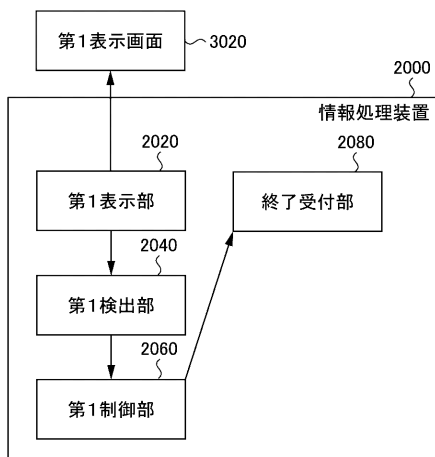 第1表示画面
3020
2000
情報処理装置
2020
第1表示部
2080
終了受付部
2040
第1検出部
2060
第1制御部